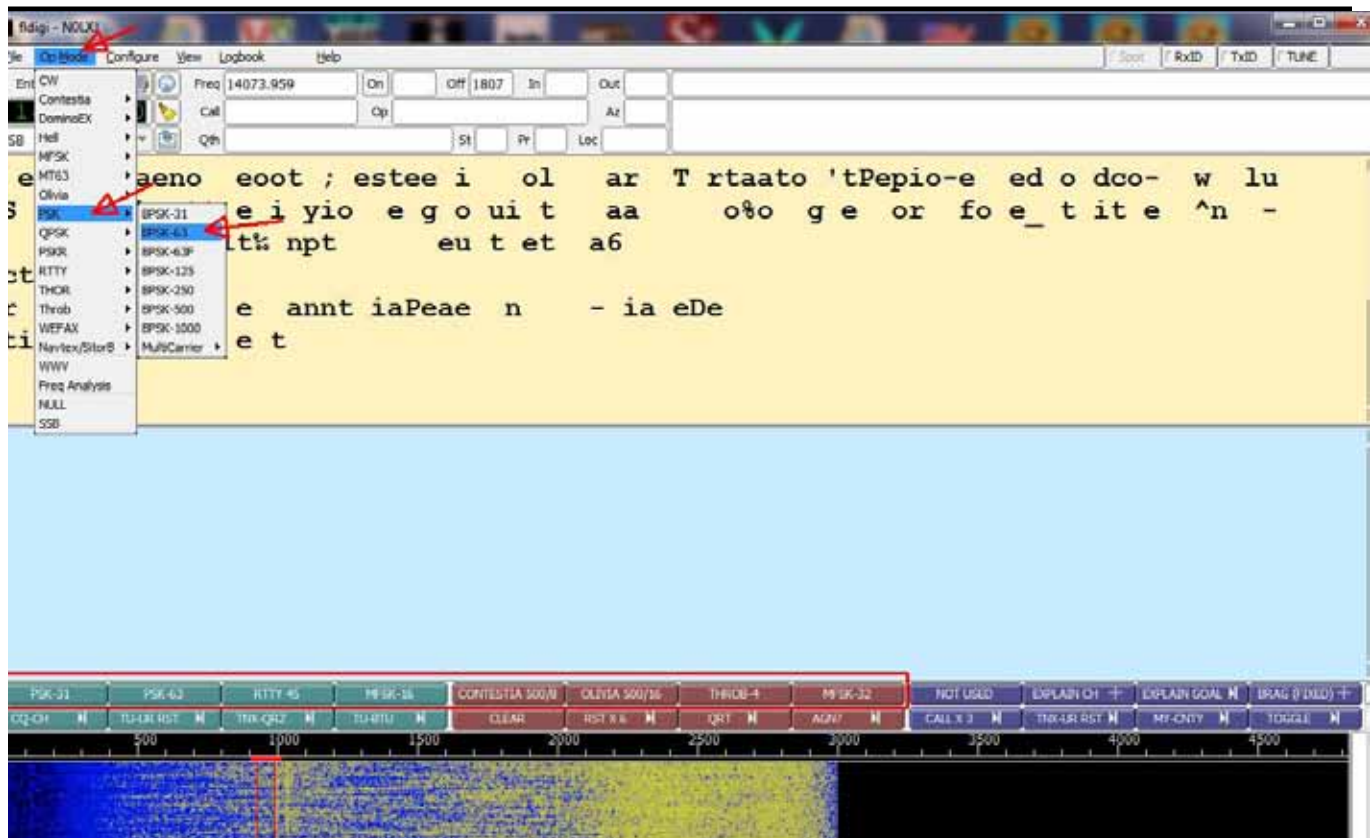 fldigi - N0LXJ
Op Mode Configure View Logbook Help Spot RxID TxID TUNE
Freq 14073.959 On Off 1807 In Out
Call Op Az
Qth St Pr Loc
CW
Contestia
DominoEX
Hell
MFSK
MT63
Olivia
PSK
QPSK
PSKR
RTTY
THOR
Throb
WEFAX
Navtex/SitorB
WWV
Freq Analysis
NULL
SSB
BPSK-31
BPSK-63
BPSK-63F
BPSK-125
BPSK-250
BPSK-500
BPSK-1000
MultiCarrier
aeno eoot ; estee i ol ar T rtaato 'tPepio-e ed o dco- w lu
e i yio e g o ui t aa o%o g e or fo e_ t it e ^n -
npt eu t et a6
e annt iaPeae n - ia eDe
e t
PSK-31 PSK-63 RTTY 45 MFSK-16 CONTESTIA 500/8 OLIVIA 500/16 THROB-4 MFSK-32 NOT USED EXPLAIN CH EXPLAIN GOAL BRAG (FIXED)
CQ-CH TU-UR RST TNX-QRZ TU-BTU CLEAR RST X 6 QRT AGN? CALL X 3 TNX-UR RST MY-CNTY TOGGLE
500 1000 1500 2000 2500 3000 3500 4000 4500